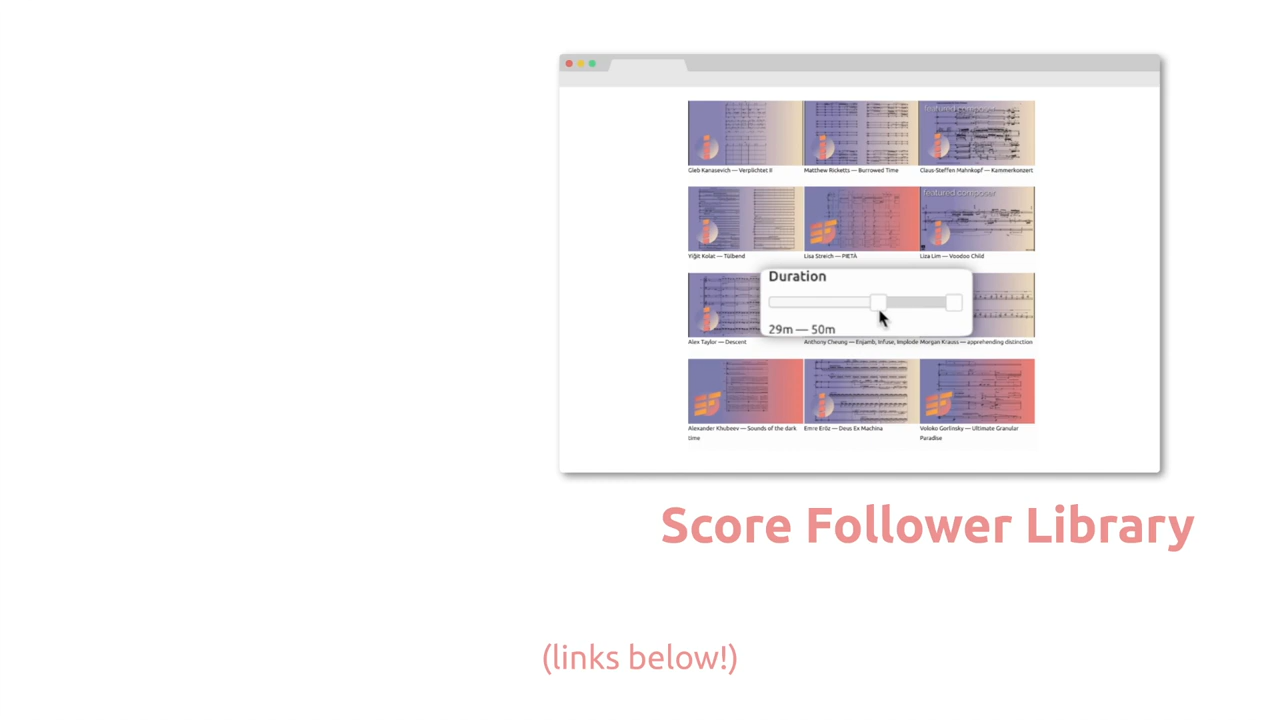 featured composer
Gleb Kanasevich — Verplichtet II
Matthew Ricketts — Burrowed Time
Claus-Steffen Mahnkopf — Kammerkonzert
featured composer
Yiğit Kolat — Tülbend
Lisa Streich — PIETÀ
Liza Lim — Voodoo Child
Duration
29m — 50m
Alex Taylor — Descent
Anthony Cheung — Enjamb, Infuse, Implode
Morgan Krauss — apprehending distinction
Alexander Khubeev — Sounds of the dark
time
Emre Eröz — Deus Ex Machina
Voloko Gorlinsky — Ultimate Granular
Paradise
Score Follower Library
(links below!)